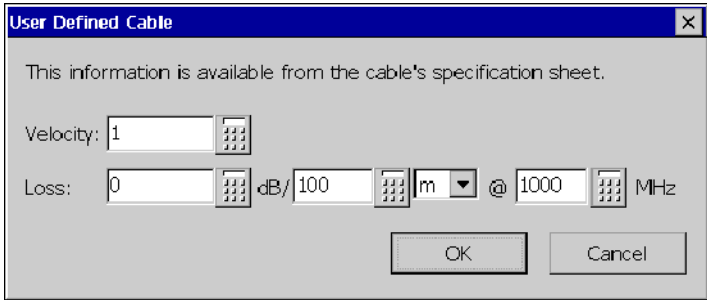 User Defined Cable
This information is available from the cable's specification sheet.
Velocity: 1
Loss: 0 dB/ 100 m @ 1000 MHz
OK Cancel